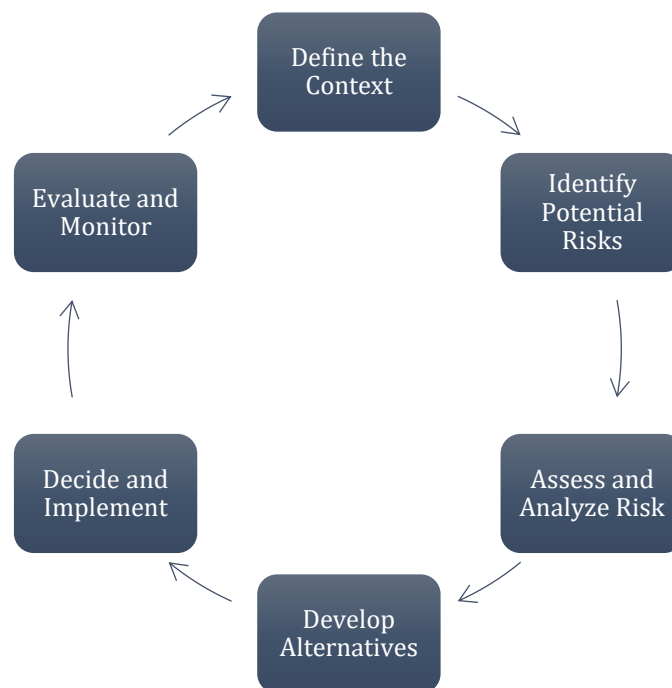 Define the
Context
Identify
Potential
Risks
Assess and
Analyze Risk
Develop
Alternatives
Decide and
Implement
Evaluate and
Monitor